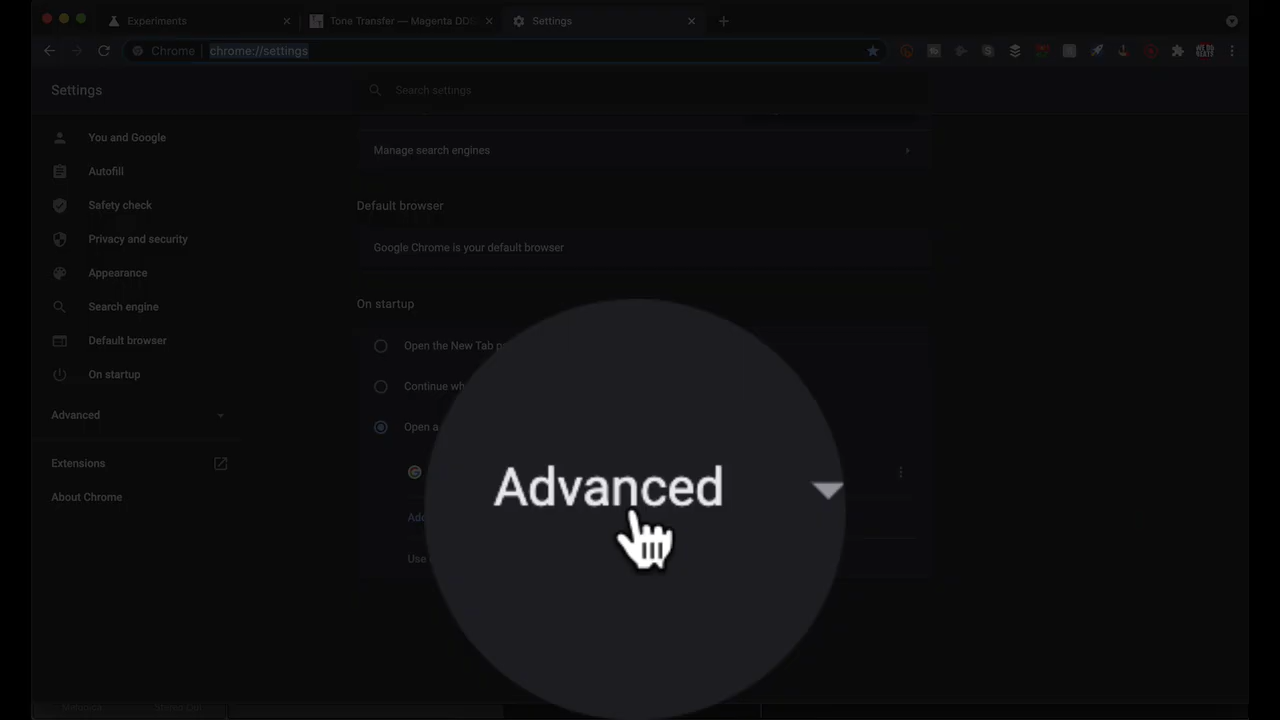 Experiments
Tone Transfer — Magenta DD
Settings
Chrome | chrome://settings
Settings
Search settings
You and Google
Autofill
Safety check
Privacy and security
Appearance
Search engine
Default browser
On startup
Advanced
Extensions
About Chrome
Manage search engines
Default browser
Google Chrome is your default browser
On startup
Open the New Tab p
Continue wh
Open a
Add
Use
Advanced